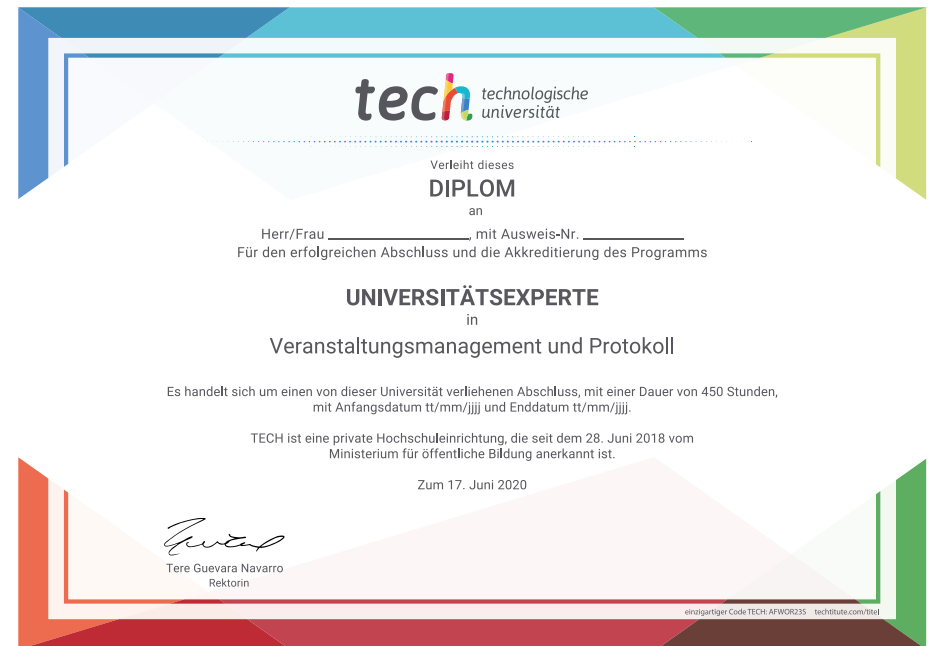 tech technologische
universität
Verleiht dieses
DIPLOM
an
Herr/Frau ____________________, mit Ausweis-Nr. ______________
Für den erfolgreichen Abschluss und die Akkreditierung des Programms
UNIVERSITÄTSEXPERTE
in
Veranstaltungsmanagement und Protokoll
Es handelt sich um einen von dieser Universität verliehenen Abschluss, mit einer Dauer von 450 Stunden,
mit Anfangsdatum tt/mm/jjjj und Enddatum tt/mm/jjjj.
TECH ist eine private Hochschuleinrichtung, die seit dem 28. Juni 2018 vom
Ministerium für öffentliche Bildung anerkannt ist.
Zum 17. Juni 2020
Tere Guevara Navarro
Rektorin
einzigartiger Code TECH: AFWOR23S techtitute.com/titel